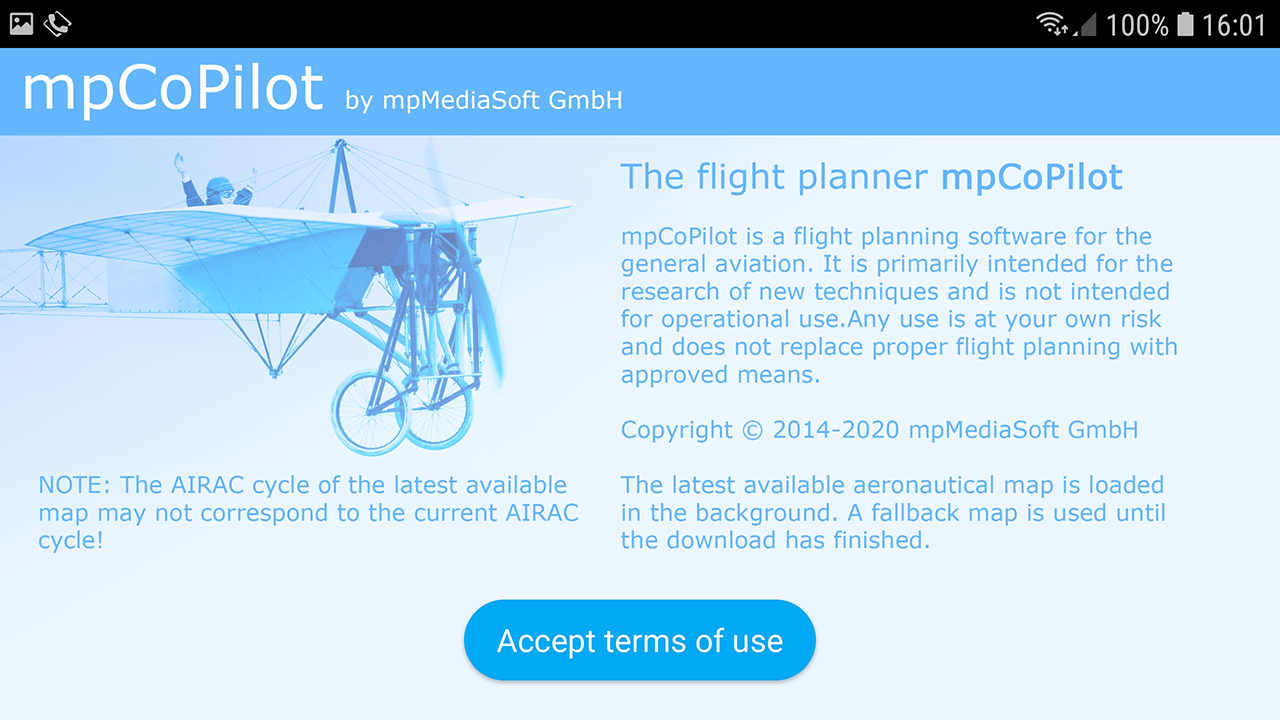 100% 16:01
mpCoPilot by mpMediaSoft GmbH
The flight planner mpCoPilot
mpCoPilot is a flight planning software for the
general aviation. It is primarily intended for the
research of new techniques and is not intended
for operational use.Any use is at your own risk
and does not replace proper flight planning with
approved means.
Copyright © 2014-2020 mpMediaSoft GmbH
NOTE: The AIRAC cycle of the latest available
map may not correspond to the current AIRAC
cycle!
The latest available aeronautical map is loaded
in the background. A fallback map is used until
the download has finished.
Accept terms of use